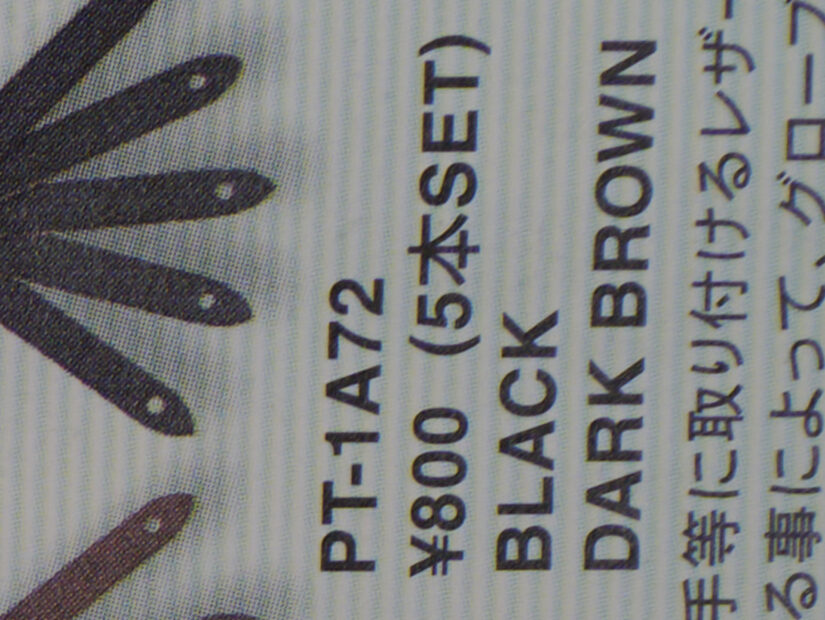 PT-1A72
¥800 (5本SET)
BLACK
DARK BROWN
手等に取り付けるレザー
る事によって、グローブ